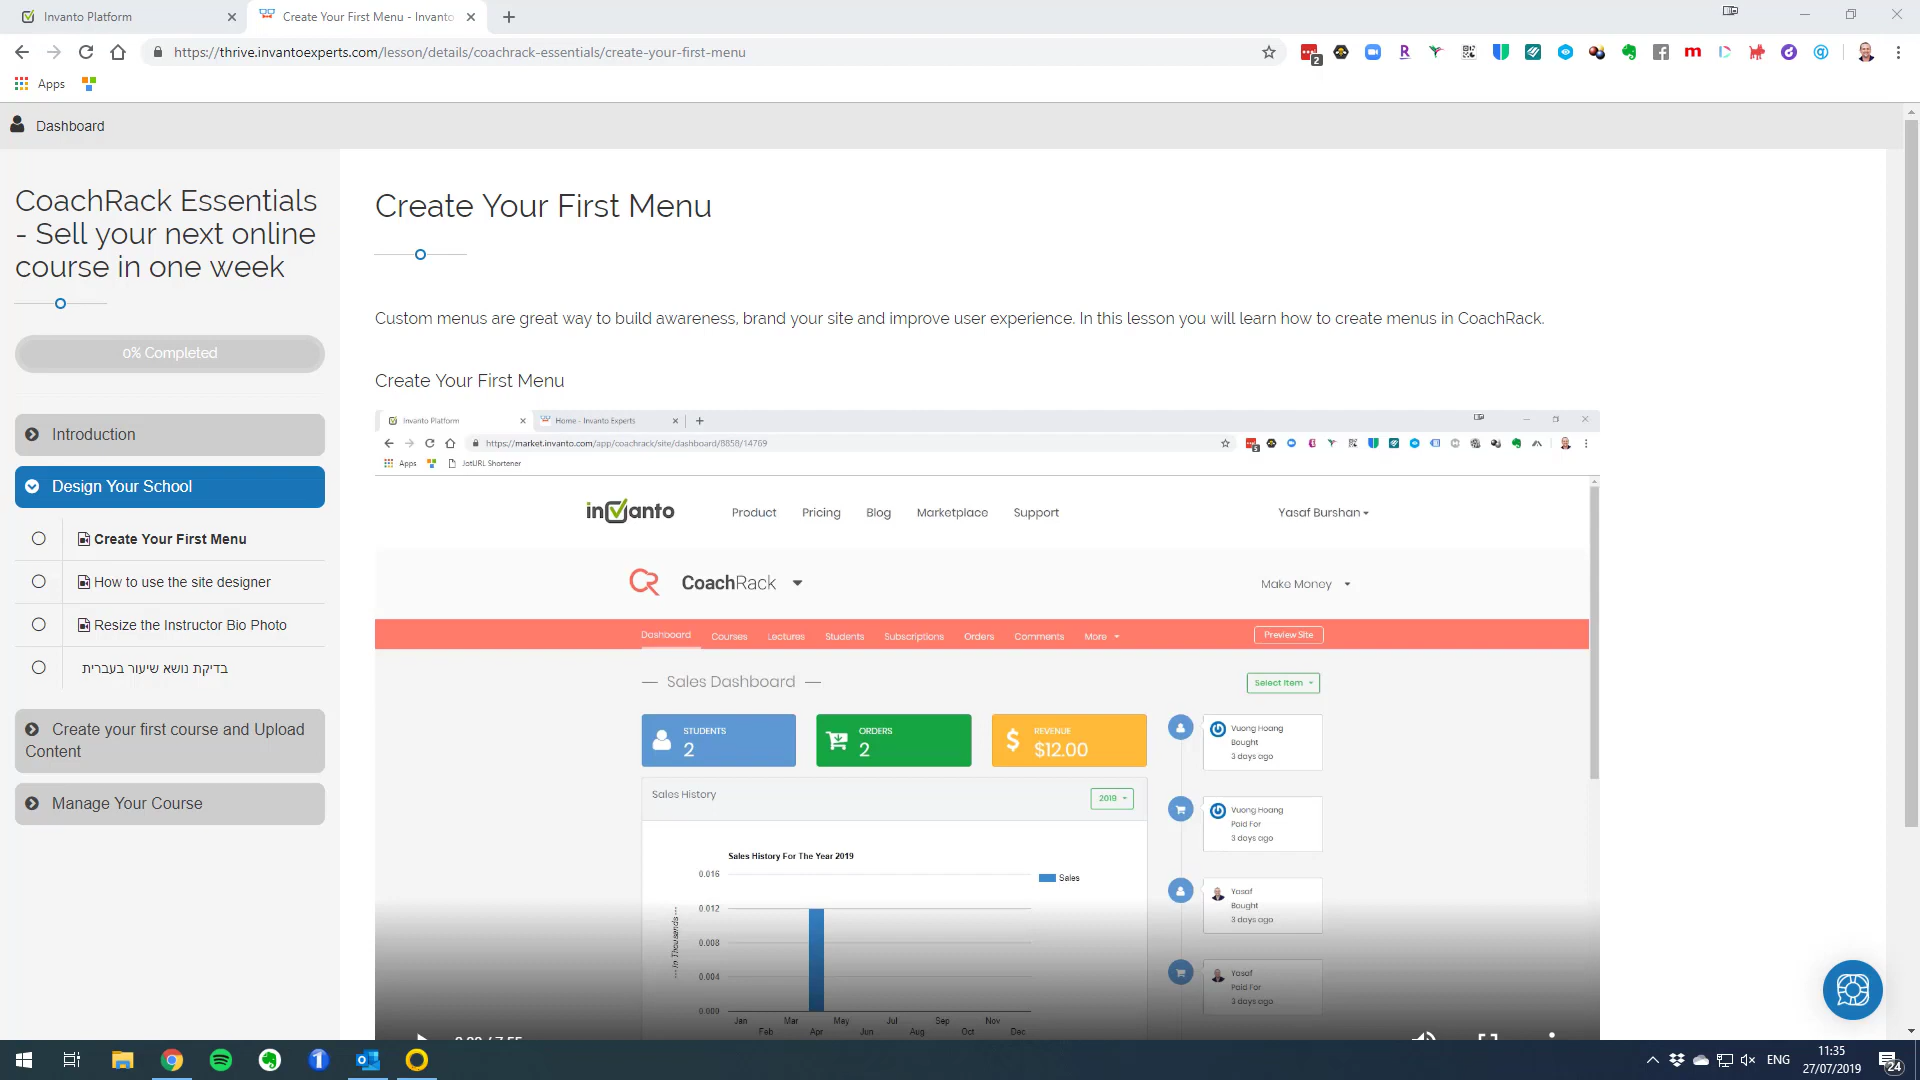 Invanto Platform
Create Your First Menu - Invanto
https://thrive.invantoexperts.com/lesson/details/coachrack-essentials/create-your-first-menu
2
Apps
Dashboard
CoachRack Essentials
- Sell your next online
course in one week
0% Completed
Introduction
Design Your School
Create Your First Menu
How to use the site designer
Resize the Instructor Bio Photo
בדיקת נושא שיעור בעברית
Create your first course and Upload
Content
Manage Your Course
Create Your First Menu
Custom menus are great way to build awareness, brand your site and improve user experience. In this lesson you will learn how to create menus in CoachRack.
Create Your First Menu
Invanto Platform
Home - Invanto Experts
https://market.invanto.com/app/coachrack/site/dashboard/8858/14769
Apps
JotURL Shortener
invanto
Product Pricing Blog Marketplace Support
Yasaf Burshan
CoachRack
Make Money
Dashboard Courses Lectures Students Subscriptions Orders Comments More
Preview Site
Sales Dashboard
Select Item
STUDENTS
2
ORDERS
2
REVENUE
$12.00
Sales History
2019
Sales History For The Year 2019
Sales
0.016
0.012
0.008
0.004
0.000
--- In Thousands ---
Jan Feb Mar Apr May Jun Jul Aug Sep Oct Nov Dec
Vuong Hoang
Bought
3 days ago
Vuong Hoang
Paid For
3 days ago
Yasaf
Bought
3 days ago
Yasaf
Paid For
3 days ago
ENG
11:35
27/07/2019
24